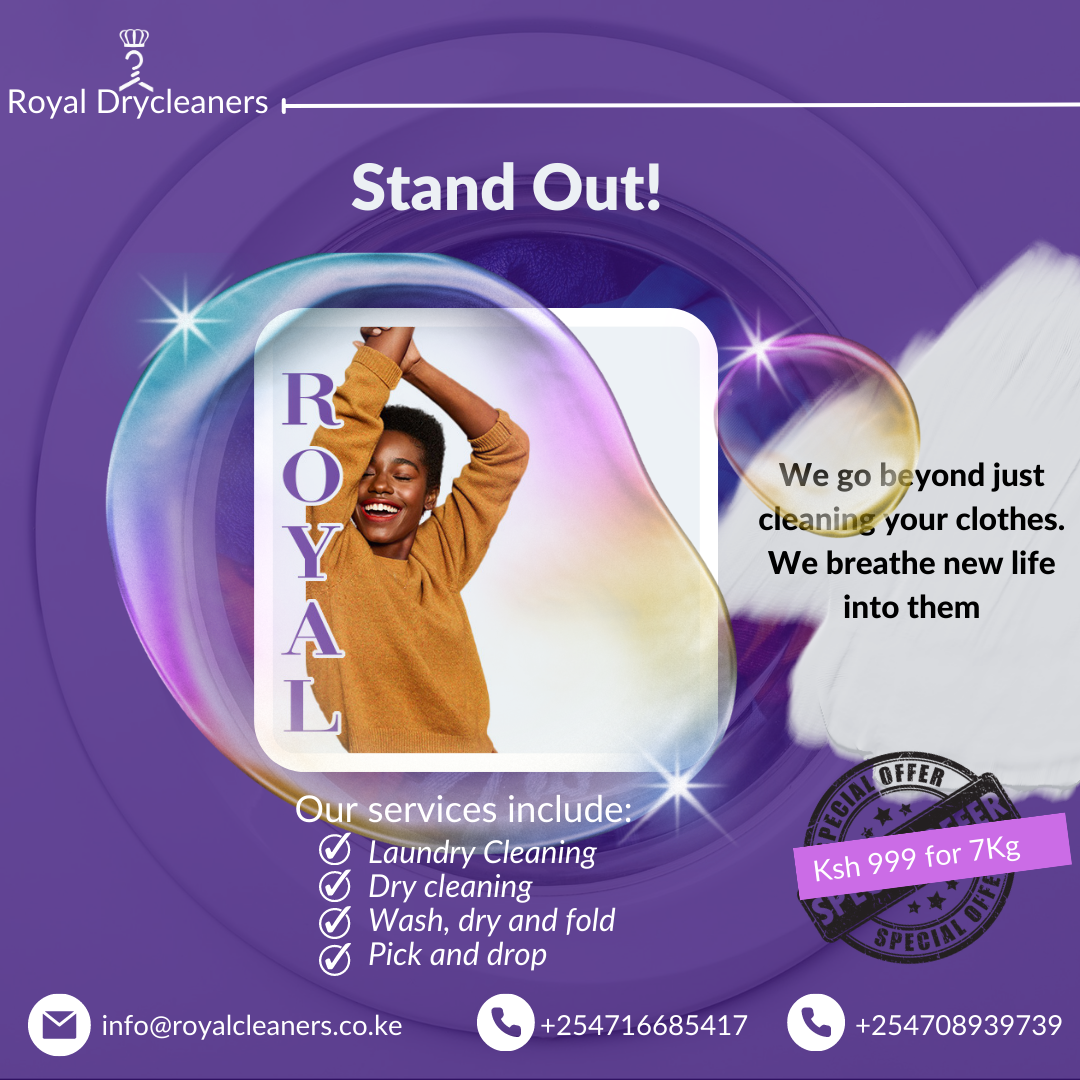 Royal Drycleaners
Stand Out!
ROYAL
We go beyond just
cleaning your clothes.
We breathe new life
into them
Our services include:
Laundry Cleaning
Dry cleaning
Wash, dry and fold
Pick and drop
SPECIAL OFFER
Ksh 999 for 7Kg
SPECIAL OFFER
info@royalcleaners.co.ke
+254716685417
+254708939739